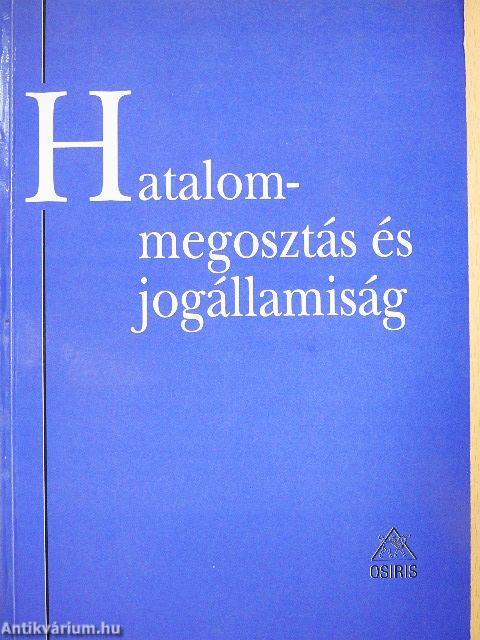 Hatalom-
megosztás és
jogállamiság
OSIRIS
Antikvárium.hu